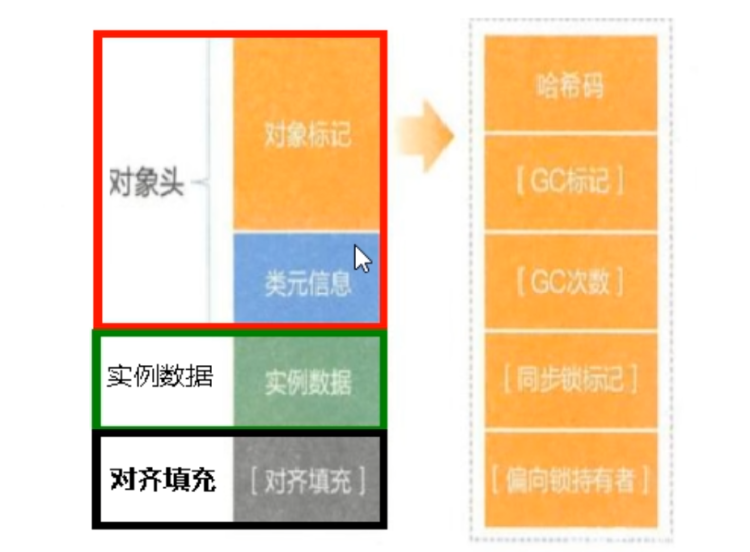 对象头
对象标记
类元信息
实例数据
实例数据
对齐填充
[ 对齐填充 ]
哈希码
[ GC标记 ]
[ GC次数 ]
[ 同步锁标记 ]
[ 偏向锁持有者 ]